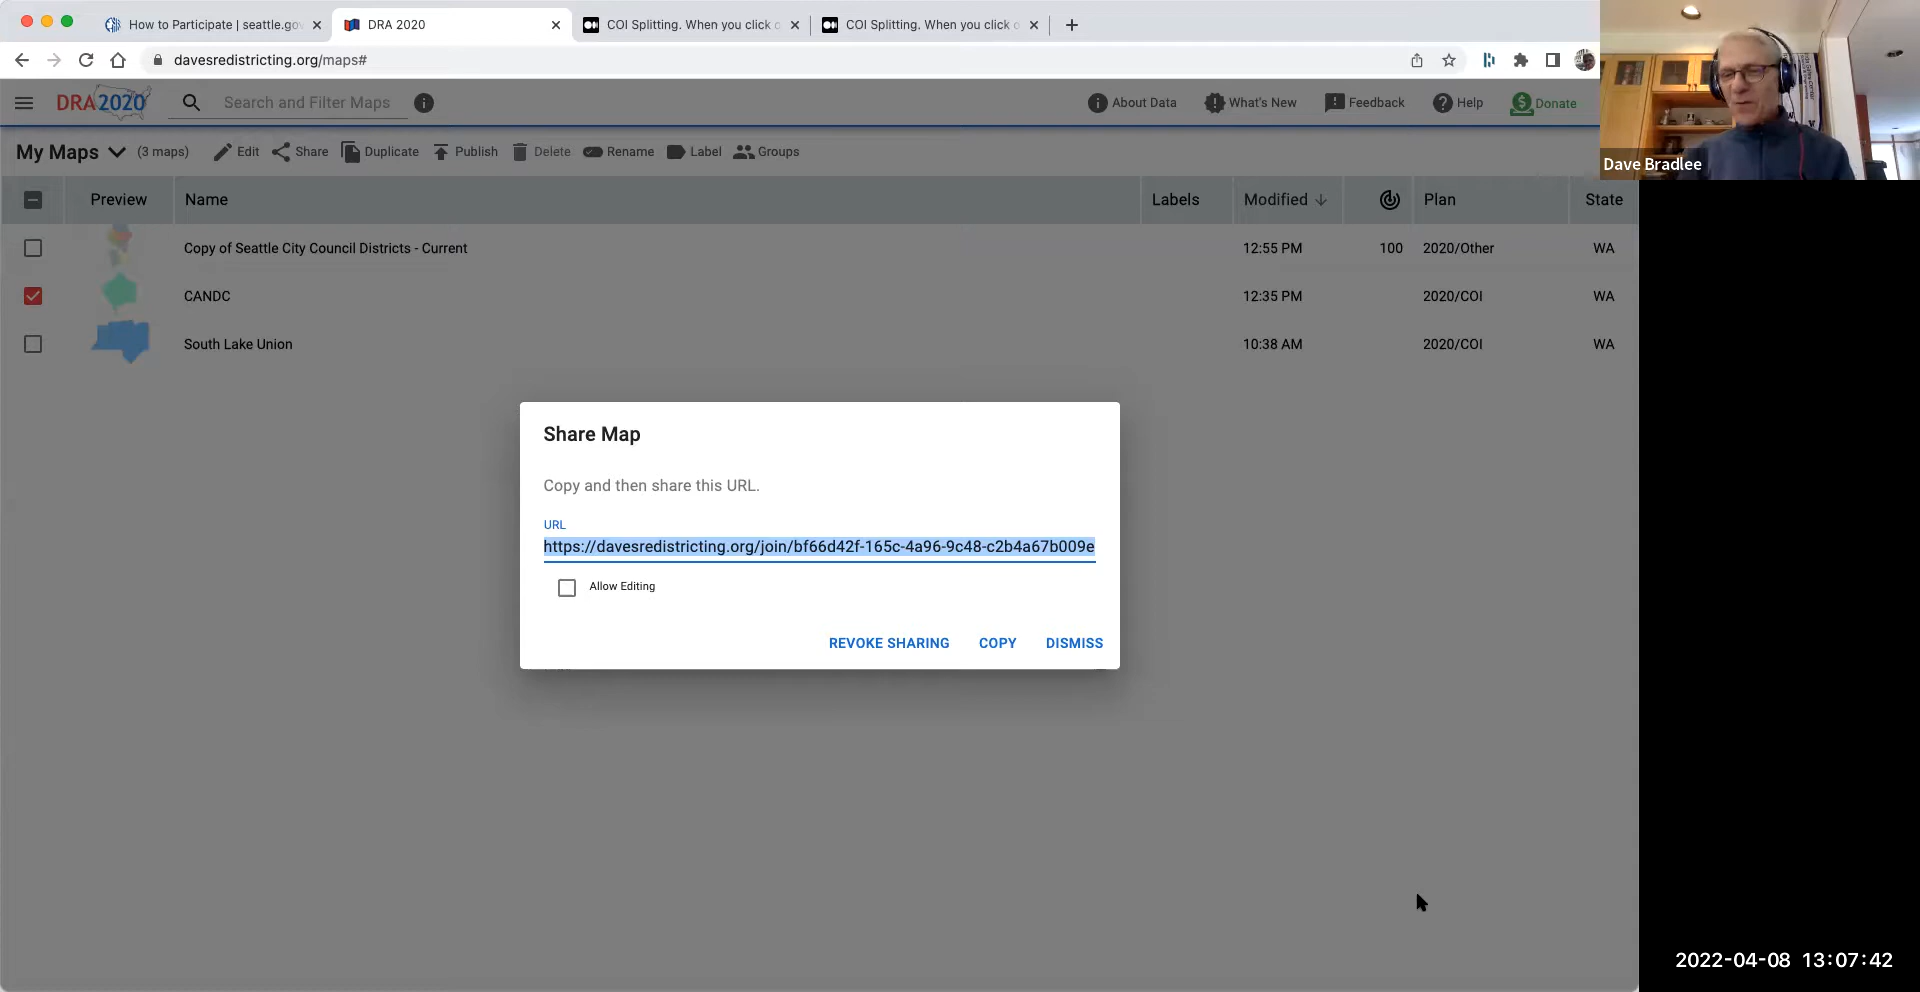 How to Participate | seattle.gov
DRA 2020
COI Splitting. When you click o
COI Splitting. When you click o
davesredistricting.org/maps#
DRA2020
Search and Filter Maps
About Data
What's New
Feedback
Help
Donate
My Maps (3 maps)
Edit
Share
Duplicate
Publish
Delete
Rename
Label
Groups
Dave Bradlee
Preview Name Labels Modified Plan State
Copy of Seattle City Council Districts - Current 12:55 PM 100 2020/Other WA
CANDC 12:35 PM 2020/COI WA
South Lake Union 10:38 AM 2020/COI WA
Share Map
Copy and then share this URL.
URL
https://davesredistricting.org/join/bf66d42f-165c-4a96-9c48-c2b4a67b009e
Allow Editing
REVOKE SHARING COPY DISMISS
2022-04-08 13:07:42